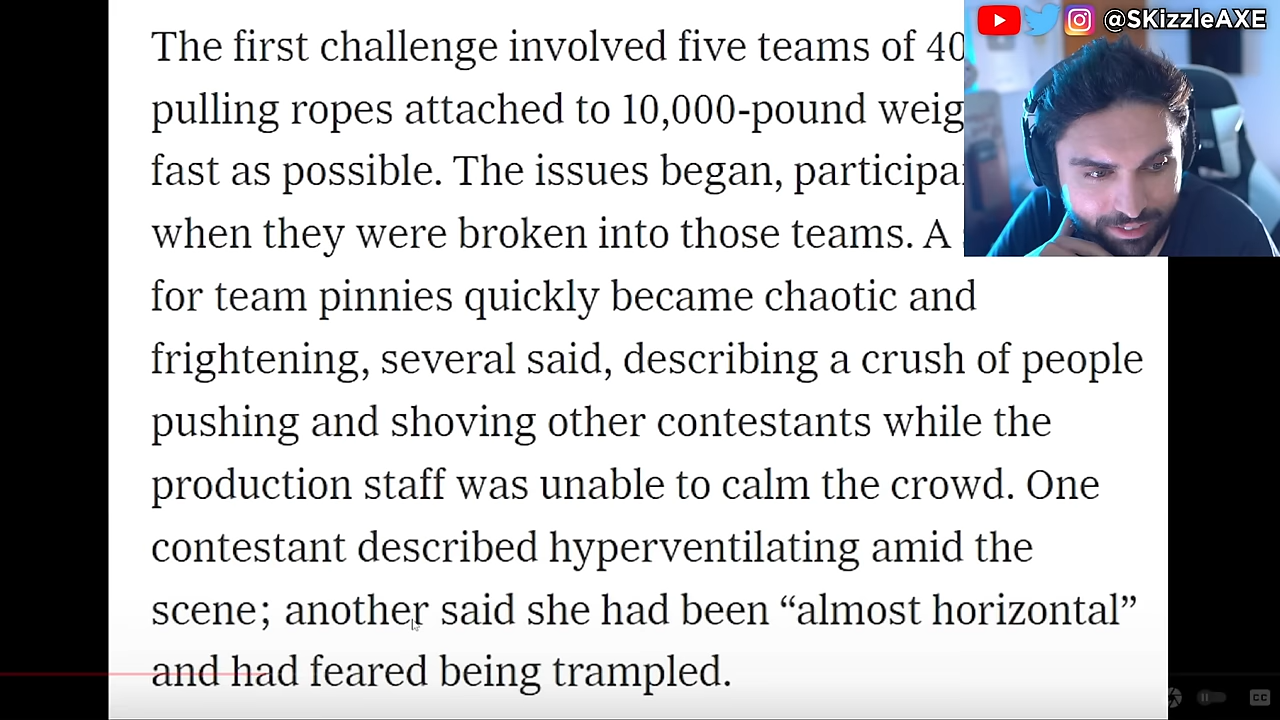 The first challenge involved five teams of 40
pulling ropes attached to 10,000-pound
fast as possible. The issues began,
when they were broken into those teams. A
for team pinnies quickly became chaotic and
frightening, several said, describing a crush of people
pushing and shoving other contestants while the
production staff was unable to calm the crowd. One
contestant described hyperventilating amid the
scene; another said she had been “almost horizontal”
and had feared being trampled.
@SKizzleAXE
CC